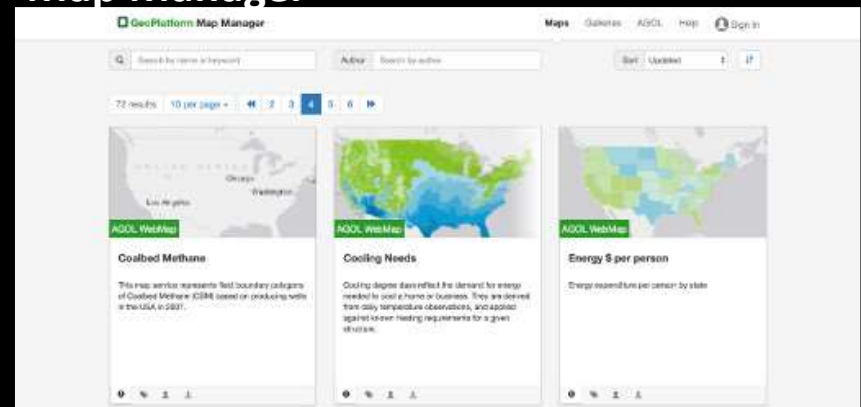 Map Manager
GeoPlatform Map Manager
Maps Galleries AGOL Help Sign In
Search by name or keyword
Author Search by author
Sort Updated
72 results 10 per page 2 3 4 5 6
Chicago
Washington
Los Angeles
AGOL WebMap
AGOL WebMap
AGOL WebMap
Coalbed Methane
This map service represents field boundary polygons
of Coalbed Methane (CBM) based on producing wells
in the USA in 2007.
Cooling Needs
Cooling degree days reflect the demand for energy
needed to cool a home or business. They are derived
from daily temperature observations, and applied
against known heating requirements for a given
structure.
Energy $ per person
Energy expenditure per person by state